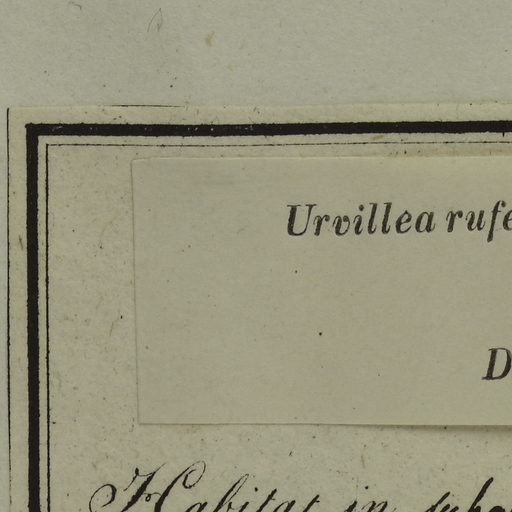 Urvillea rufe
D
Habitat in